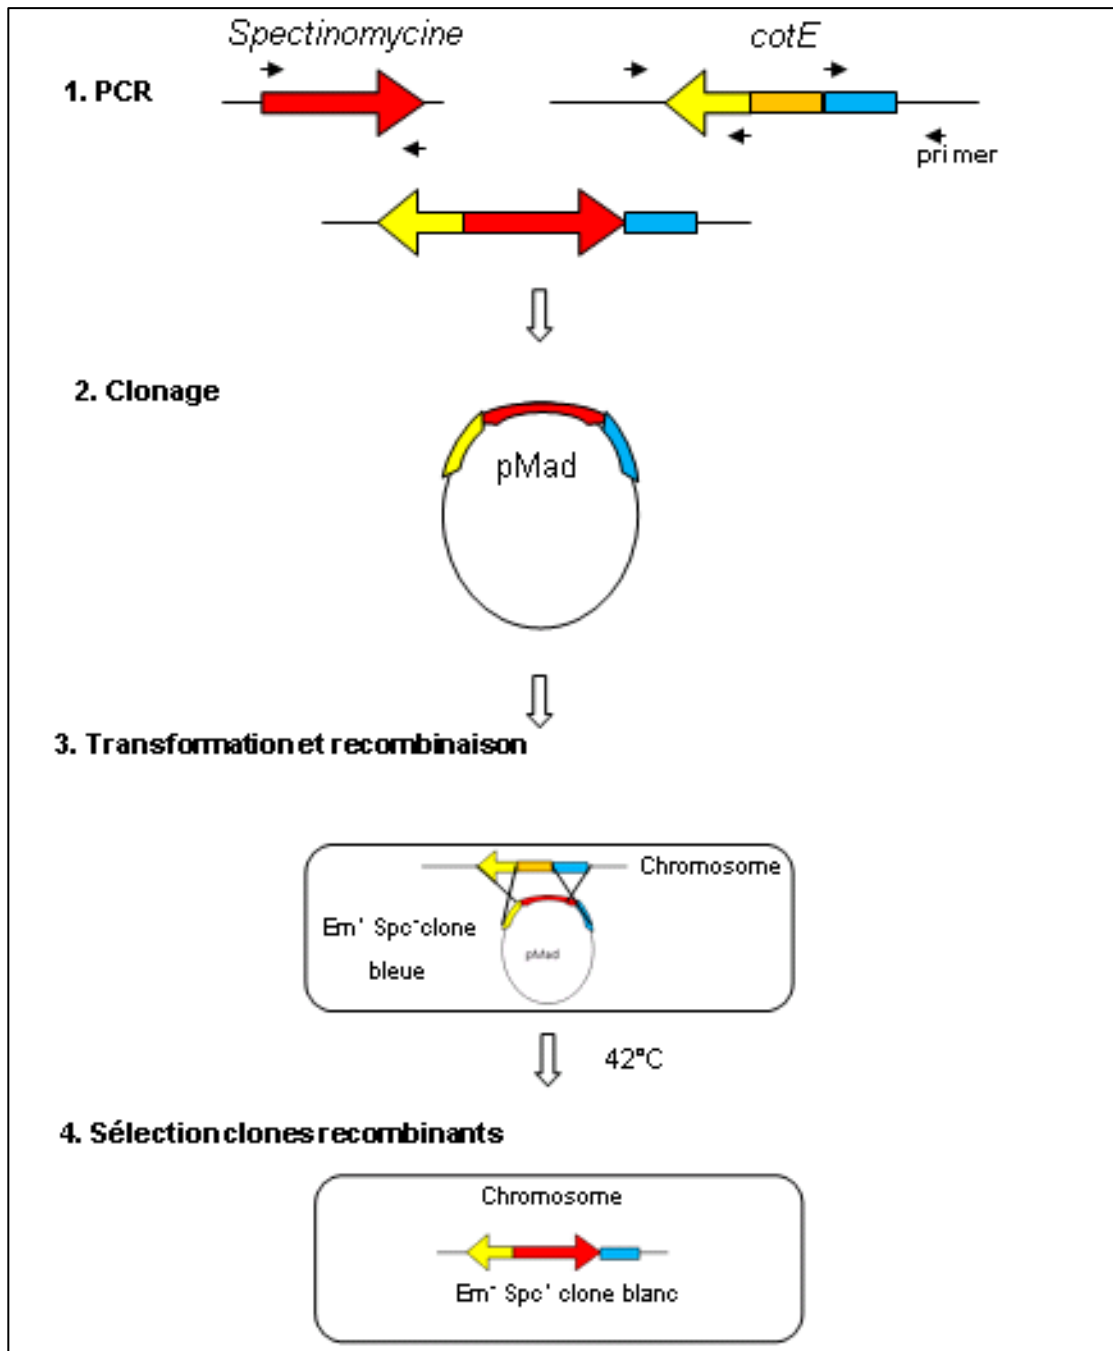 Spectinomycine
cotE
1. PCR
primer
2. Clonage
pMad
3. Transformation et recombinaison
Chromosome
Em⁺ Spc⁻clone
bleue
pMad
42°C
4. Sélection clones recombinants
Chromosome
Em⁻ Spc⁺ clone blanc